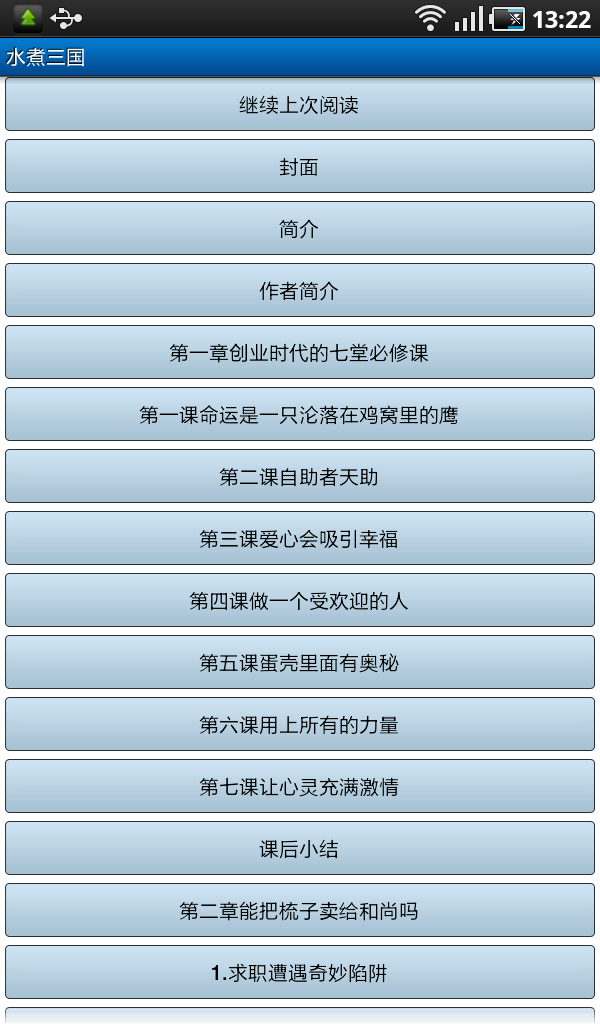 13:22
水煮三国
继续上次阅读
封面
简介
作者简介
第一章创业时代的七堂必修课
第一课命运是一只沦落在鸡窝里的鹰
第二课自助者天助
第三课爱心会吸引幸福
第四课做一个受欢迎的人
第五课蛋壳里面有奥秘
第六课用上所有的力量
第七课让心灵充满激情
课后小结
第二章能把梳子卖给和尚吗
1.求职遭遇奇妙陷阱